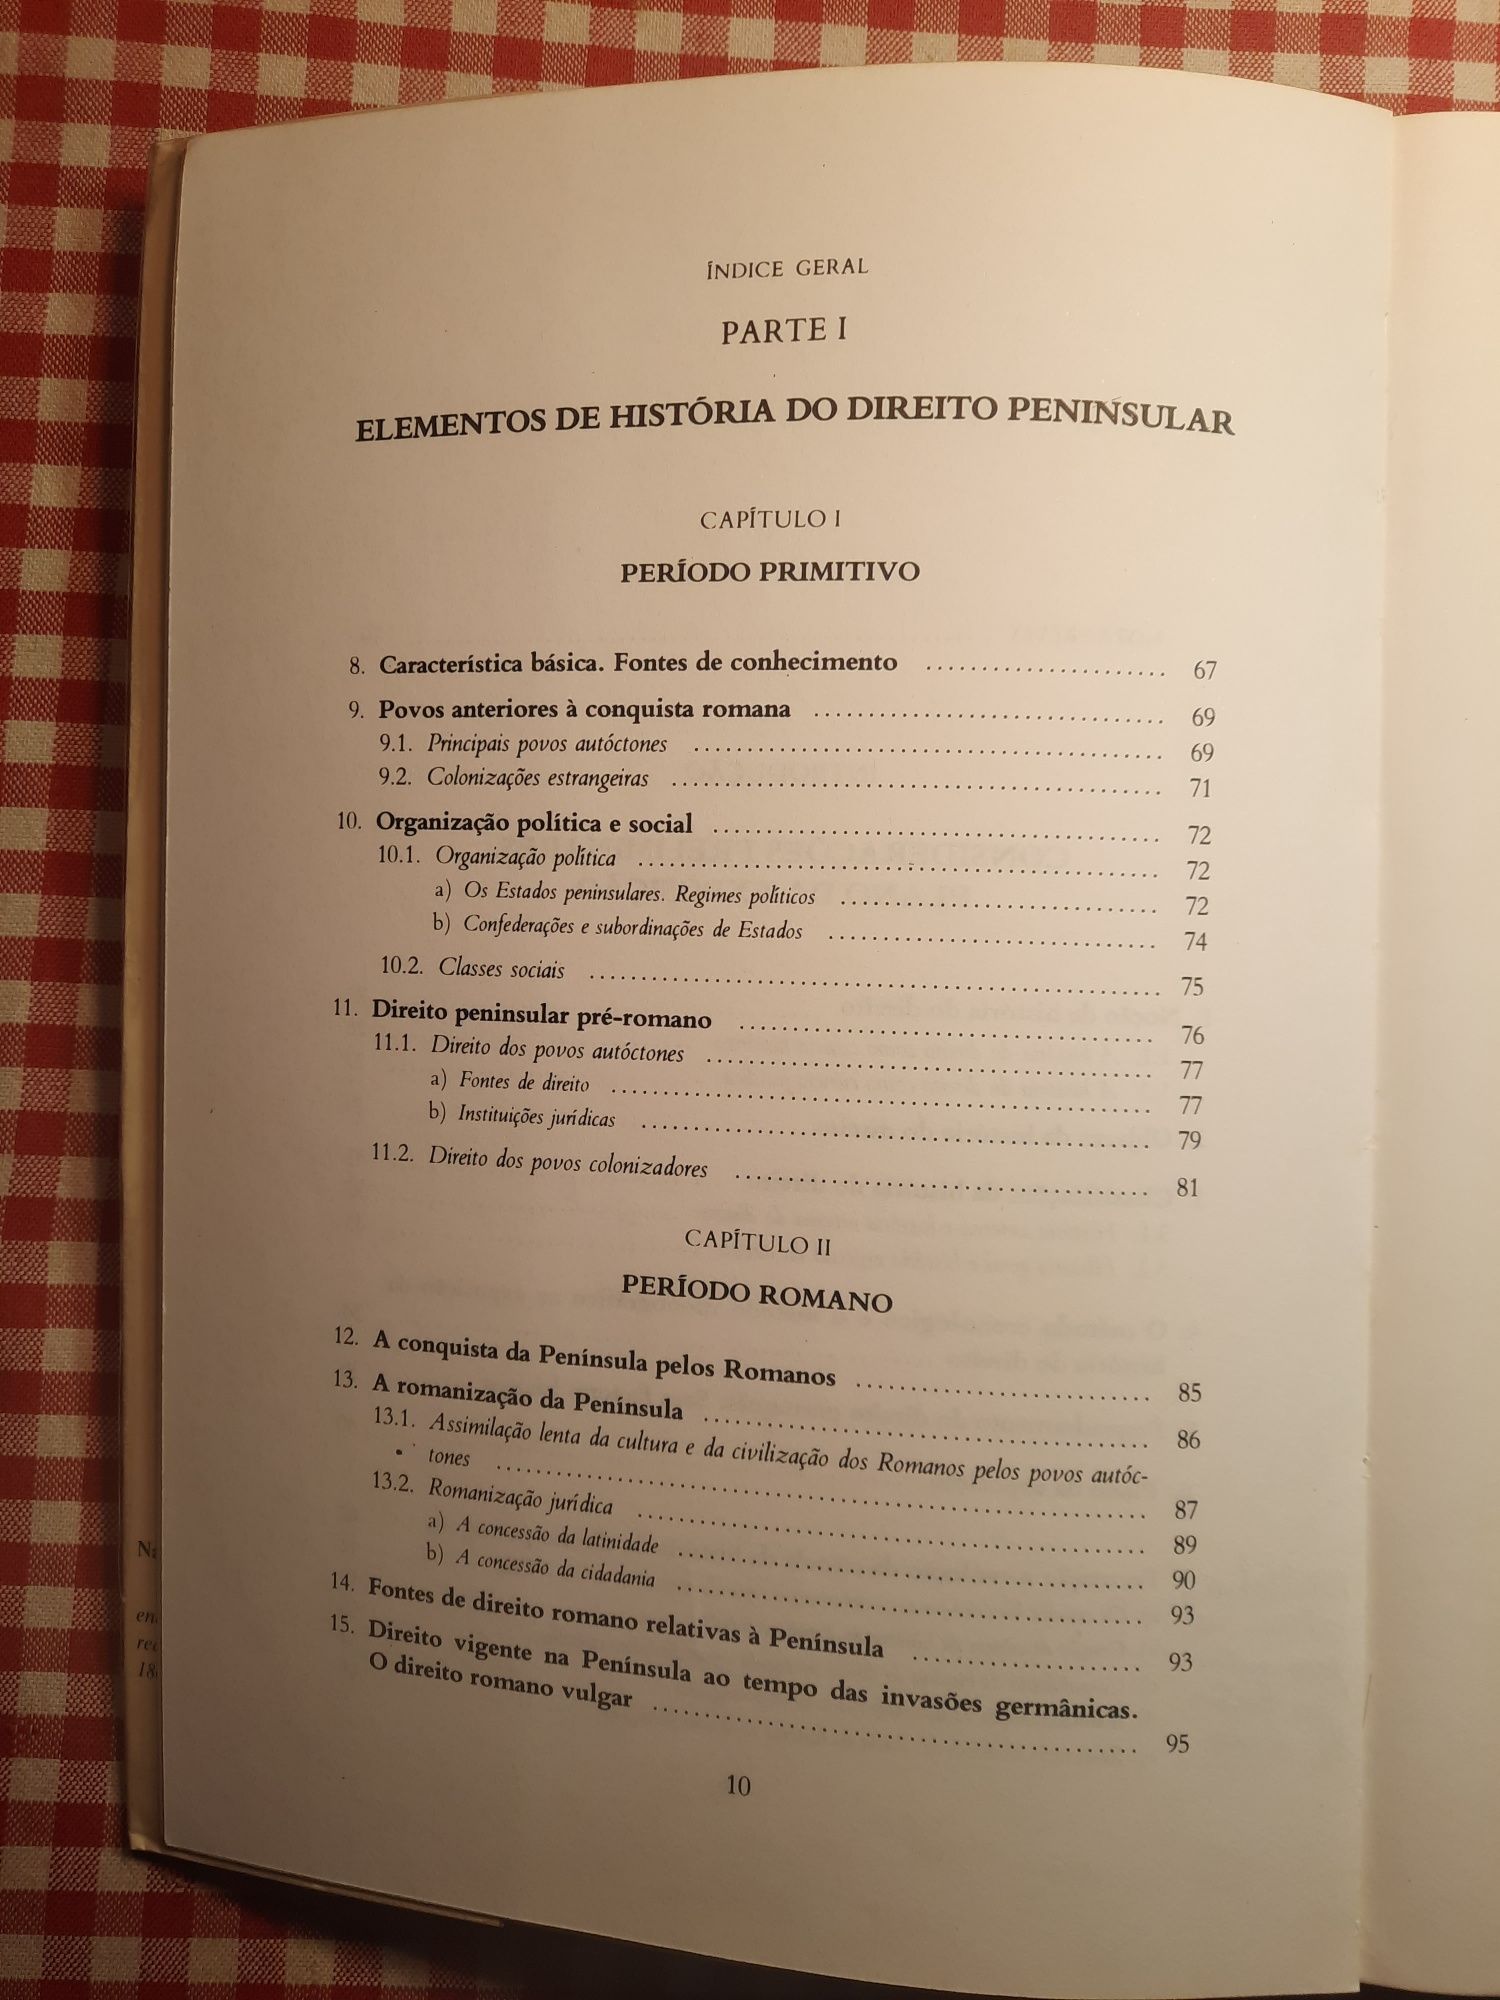 ÍNDICE GERAL
PARTE I
ELEMENTOS DE HISTÓRIA DO DIREITO PENINSULAR
CAPÍTULO I
PERÍODO PRIMITIVO
8. Característica básica. Fontes de conhecimento ..................... 67
9. Povos anteriores à conquista romana ................................ 69
9.1. Principais povos autóctones ........................................ 69
9.2. Colonizações estrangeiras .......................................... 71
10. Organização política e social ...................................... 72
10.1. Organização política ............................................. 72
a) Os Estados peninsulares. Regimes políticos ........................... 72
b) Confederações e subordinações de Estados ............................ 74
10.2. Classes sociais ................................................. 75
11. Direito peninsular pré-romano ..................................... 76
11.1. Direito dos povos autóctones ..................................... 77
a) Fontes de direito ................................................. 77
b) Instituições jurídicas .............................................. 79
11.2. Direito dos povos colonizadores ................................... 81
CAPÍTULO II
PERÍODO ROMANO
12. A conquista da Península pelos Romanos ........................... 85
13. A romanização da Península ........................................ 86
13.1. Assimilação lenta da cultura e da civilização dos Romanos pelos povos autóc-
tones ........................................................ 87
13.2. Romanização jurídica ............................................ 89
a) A concessão da latinidade .......................................... 90
b) A concessão da cidadania .......................................... 93
14. Fontes de direito romano relativas à Península ..................... 93
15. Direito vigente na Península ao tempo das invasões germânicas.
O direito romano vulgar ............................................ 95
10